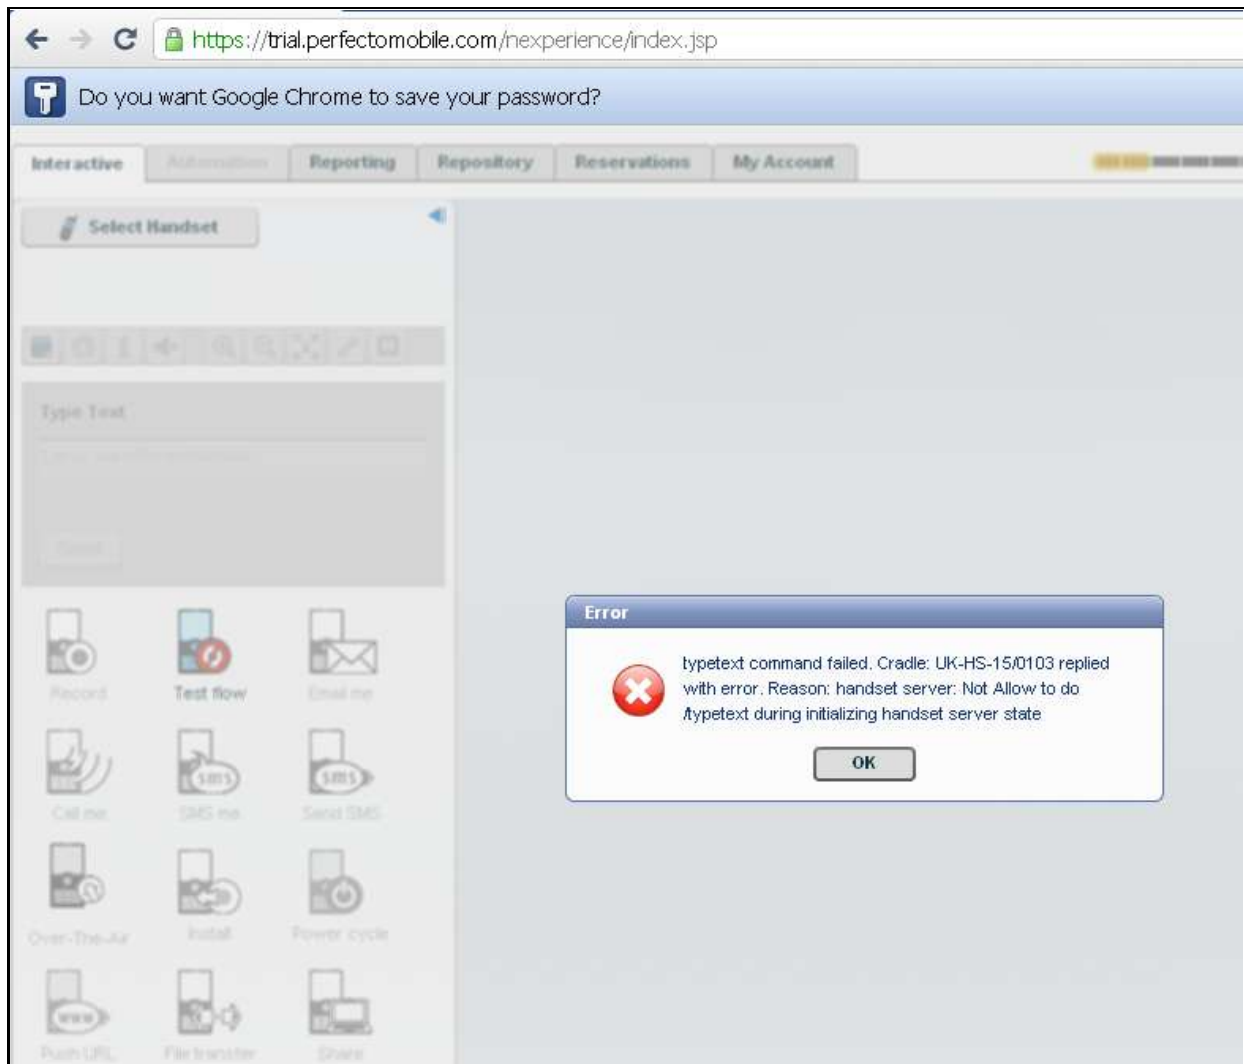 https://trial.perfectomobile.com/nexperience/index.jsp
Do you want Google Chrome to save your password?
Interactive Automation Reporting Repository Reservations My Account
Select Handset
Type Text
Send
Error
typetext command failed. Cradle: UK-HS-15/0103 replied
with error. Reason: handset server: Not Allow to do
/typetext during initializing handset server state
OK
Record Test flow Email me
Call me SMS me Send SMS
Over-The-Air Install Power cycle
Push URL File transfer Share